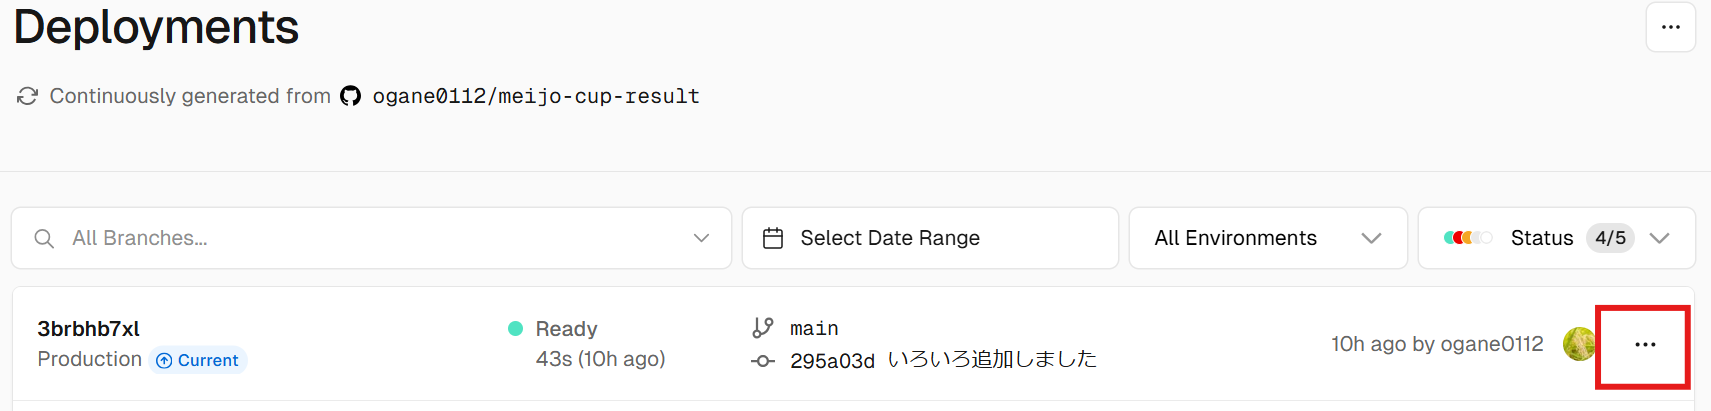 Deployments
Continuously generated from ogane0112/meijo-cup-result
All Branches...
Select Date Range
All Environments
Status 4/5
3brbhb7xl
Production Current
Ready
43s (10h ago)
main
295a03d いろいろ追加しました
10h ago by ogane0112